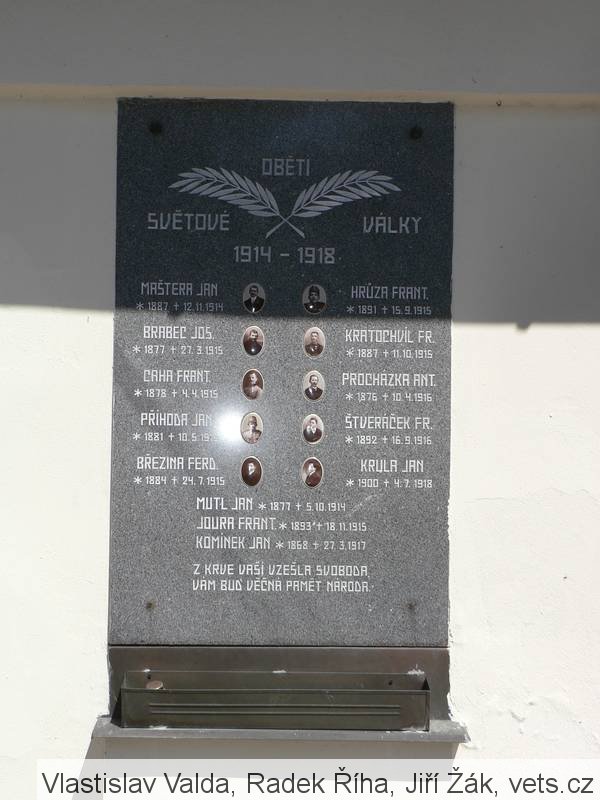 OBĚTI
SVĚTOVÉ VÁLKY
1914 - 1918
MAŠTERA JAN
* 1887 + 12.11.1914
BRABEC JOS.
* 1877 + 27.3.1915
CAHA FRANT.
* 1878 + 4.4.1915
PŘÍHODA JAN
* 1881 + 10.5.
BŘEZINA FERD.
* 1884 + 24.7.1915
HRŮZA FRANT.
* 1891 + 15.9.1915
KRATOCHVÍL FR.
* 1887 + 11.10.1915
PROCHÁZKA ANT.
* 1876 + 10.4.1916
ŠTVERÁČEK FR.
* 1892 + 16.9.1916
KRULA JAN
* 1900 + 4.7.1918
MUTL JAN * 1877 + 5.10.1914
JOURA FRANT. * 1893 + 18.11.1915
KOMÍNEK JAN * 1868 + 27.3.1917
Z KRVE VAŠÍ VZEŠLA SVOBODA,
VÁM BUĎ VĚČNÁ PAMĚŤ NÁRODA.
Vlastislav Valda, Radek Říha, Jiří Žák, vets.cz